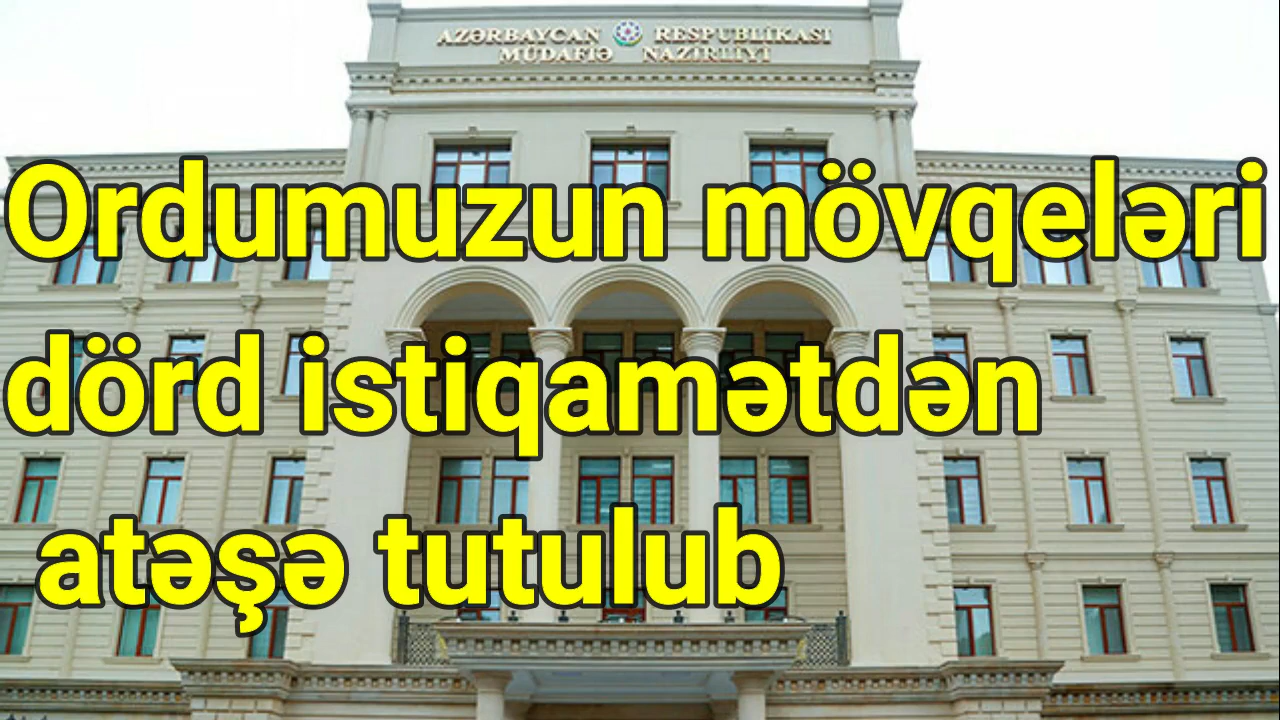 AZƏRBAYCAN RESPUBLİKASI
MÜDAFİƏ NAZİRLİYİ
Ordumuzun mövqeləri
dörd istiqamətdən
atəşə tutulub